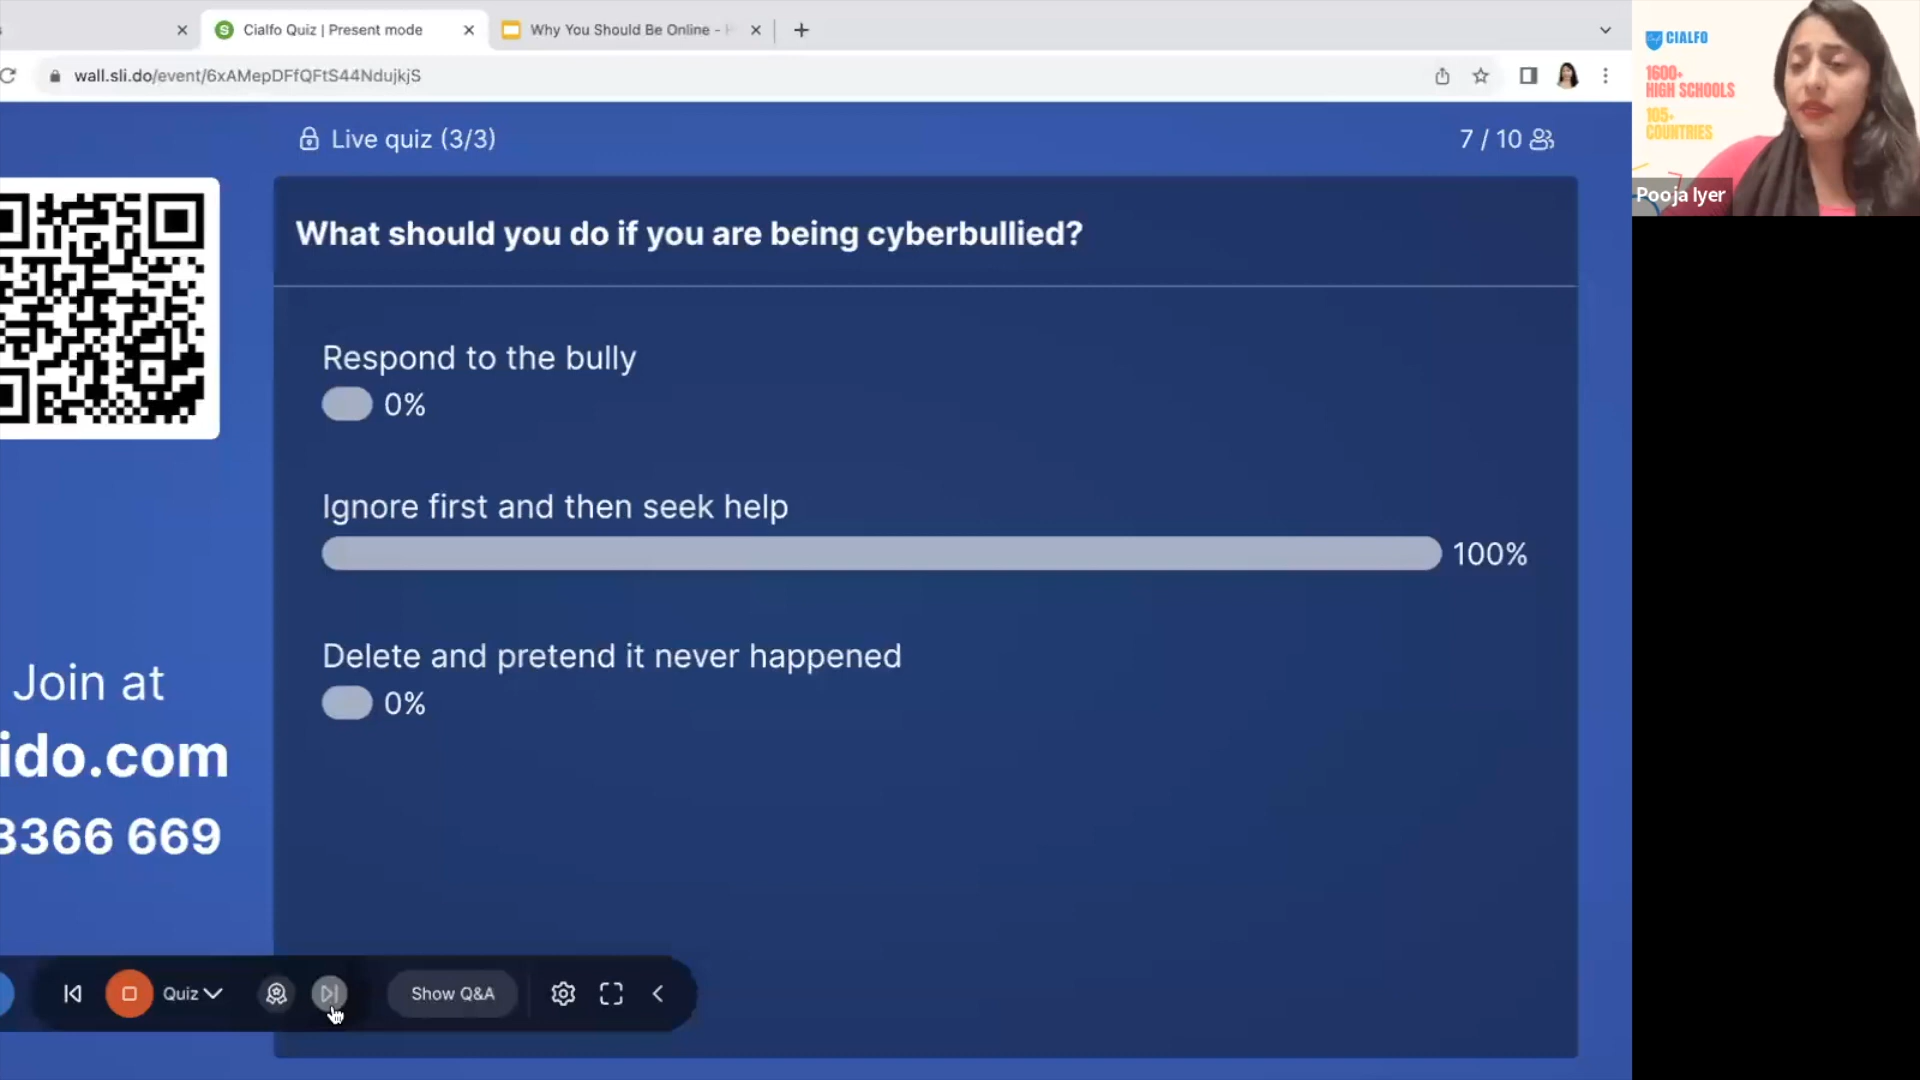 Cialfo Quiz | Present mode
Why You Should Be Online -
wall.sli.do/event/6xAMepDFfQFtS44NdujkjS
CIALFO
1600+
HIGH SCHOOLS
105+
COUNTRIES
Pooja Iyer
Live quiz (3/3)
7 / 10
What should you do if you are being cyberbullied?
Respond to the bully
0%
Ignore first and then seek help
100%
Delete and pretend it never happened
0%
Join at
ido.com
3366 669
Quiz
Show Q&A